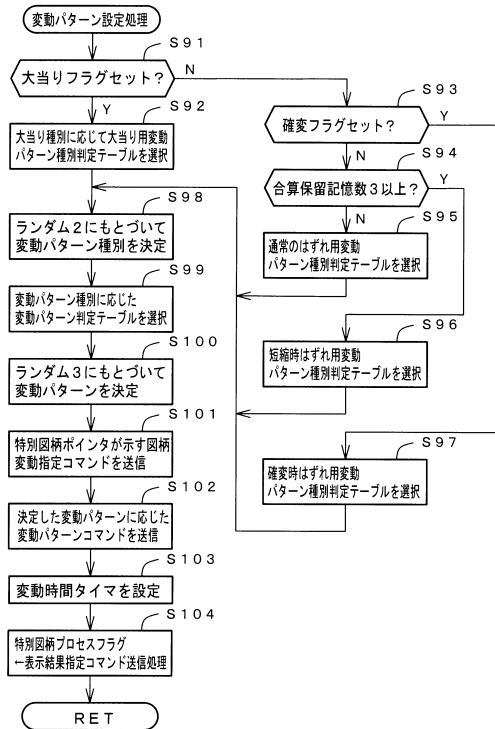 変動パターン設定処理
S91
大当りフラグセット？
N
Y
S92
大当り種別に応じて大当り用変動
パターン種別判定テーブルを選択
S93
確変フラグセット？
Y
N
S94
合算保留記憶数3以上？
Y
N
S95
通常のはずれ用変動
パターン種別判定テーブルを選択
S96
短縮時はずれ用変動
パターン種別判定テーブルを選択
S97
確変時はずれ用変動
パターン種別判定テーブルを選択
S98
ランダム2にもとづいて
変動パターン種別を決定
S99
変動パターン種別に応じた
変動パターン判定テーブルを選択
S100
ランダム3にもとづいて
変動パターンを決定
S101
特別図柄ポインタが示す図柄
変動指定コマンドを送信
S102
決定した変動パターンに応じた
変動パターンコマンドを送信
S103
変動時間タイマを設定
S104
特別図柄プロセスフラグ
←表示結果指定コマンド送信処理
RET